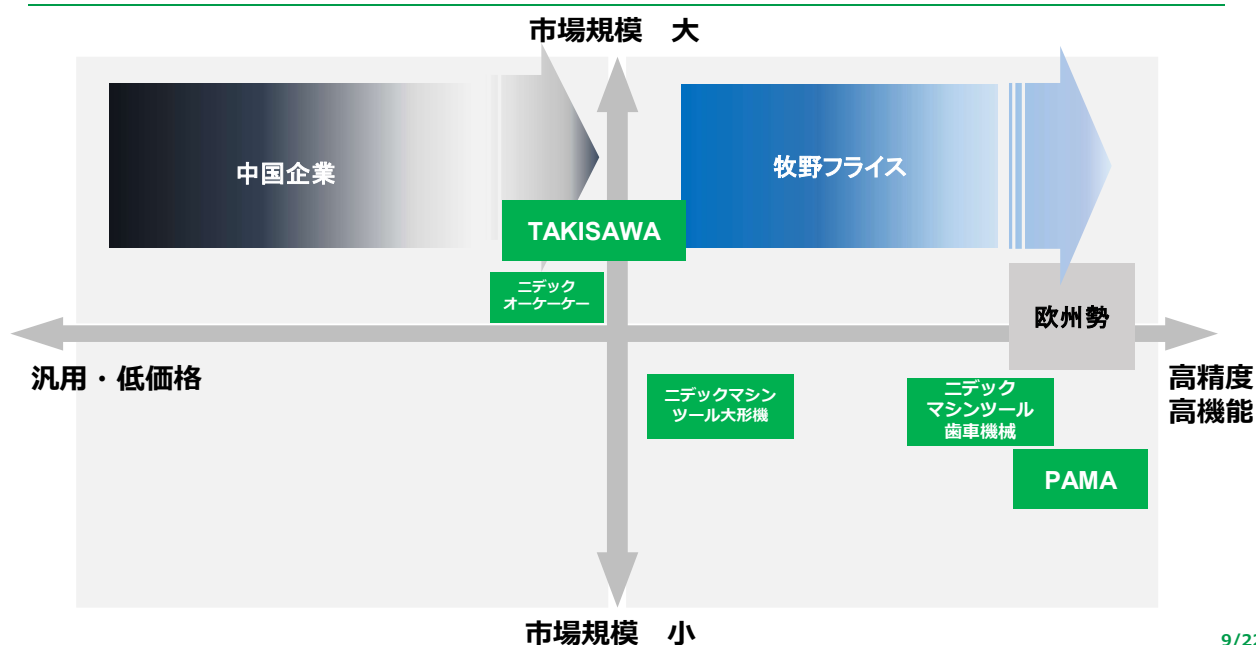 市場規模　大
中国企業
牧野フライス
TAKISAWA
ニデック
オーケーケー
欧州勢
汎用・低価格
高精度
高機能
ニデックマシン
ツール大形機
ニデック
マシンツール
歯車機械
PAMA
市場規模　小
9/22